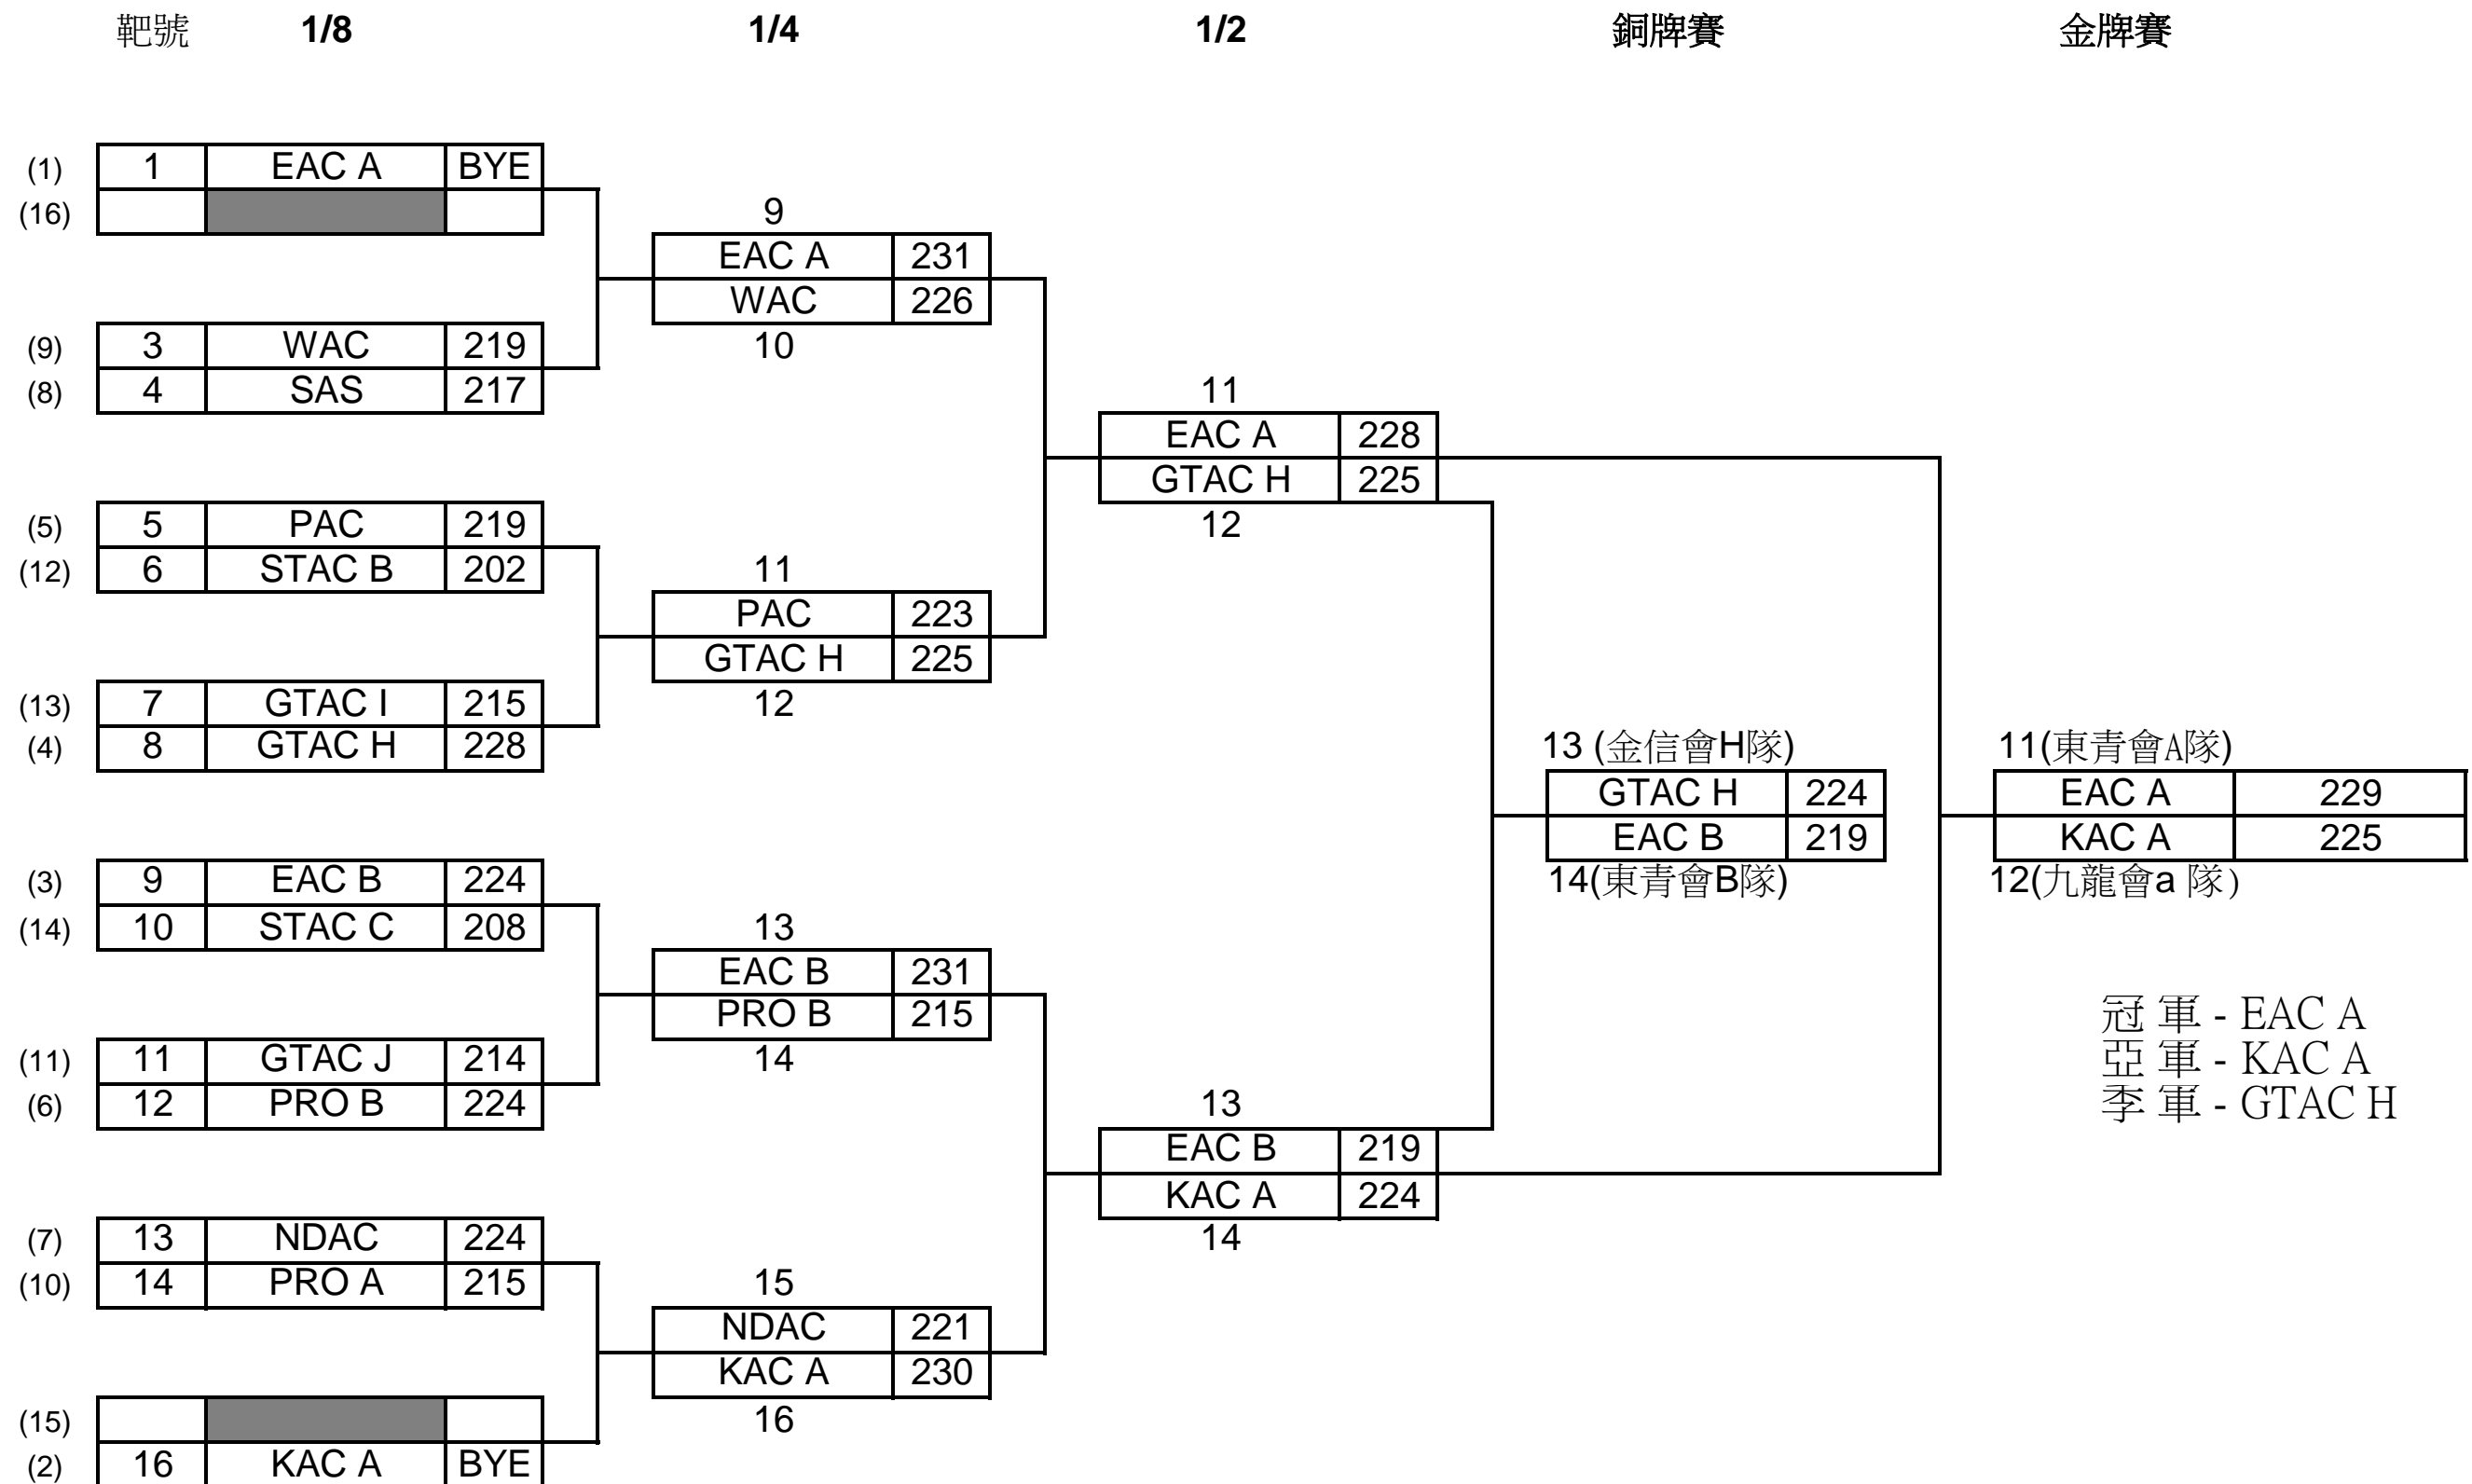 靶號 1/8 1/4 1/2 銅牌賽 金牌賽
(1) 1 EAC A BYE
(16) 9
EAC A 231
WAC 226
(9) 3 WAC 219 10
(8) 4 SAS 217 11
EAC A 228
GTAC H 225
(5) 5 PAC 219 12
(12) 6 STAC B 202 11
PAC 223
GTAC H 225
(13) 7 GTAC I 215 12
(4) 8 GTAC H 228 13 (金信會H隊) 11(東青會A隊)
GTAC H 224 EAC A 229
EAC B 219 KAC A 225
(3) 9 EAC B 224 14(東青會B隊) 12(九龍會a 隊)
(14) 10 STAC C 208 13
EAC B 231
PRO B 215 冠 軍 - EAC A
(11) 11 GTAC J 214 14 亞 軍 - KAC A
(6) 12 PRO B 224 13 季 軍 - GTAC H
EAC B 219
KAC A 224
(7) 13 NDAC 224 14
(10) 14 PRO A 215 15
NDAC 221
KAC A 230
(15) 16
(2) 16 KAC A BYE